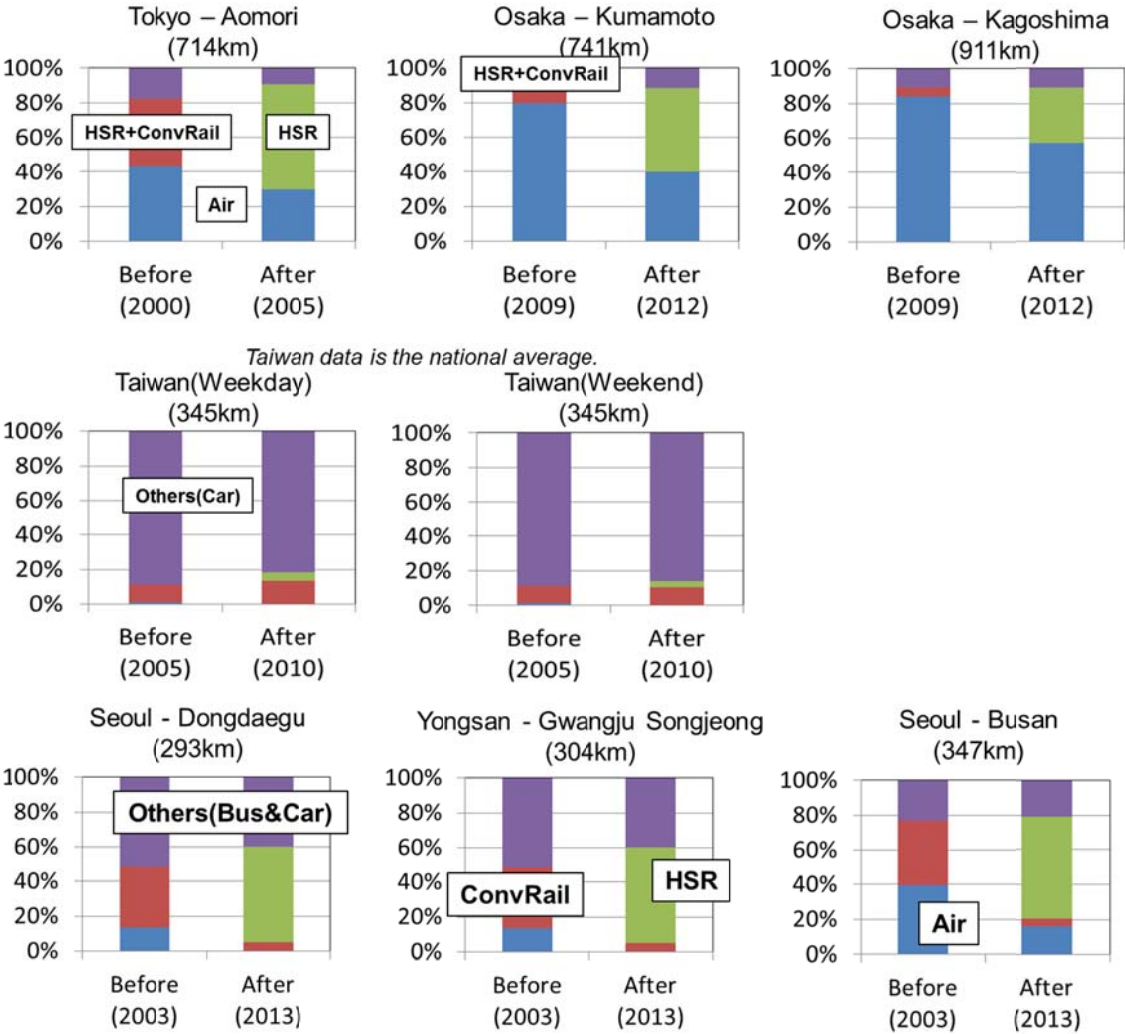 Tokyo – Aomori
(714km)
Osaka – Kumamoto
(741km)
Osaka – Kagoshima
(911km)
100%
80%
60%
40%
20%
0%
HSR+ConvRail
HSR
Air
Before
(2000)
After
(2005)
100%
80%
60%
40%
20%
0%
HSR+ConvRail
Before
(2009)
After
(2012)
100%
80%
60%
40%
20%
0%
Before
(2009)
After
(2012)
Taiwan data is the national average.
Taiwan(Weekday)
(345km)
Taiwan(Weekend)
(345km)
100%
80%
60%
40%
20%
0%
Others(Car)
Before
(2005)
After
(2010)
100%
80%
60%
40%
20%
0%
Before
(2005)
After
(2010)
Seoul - Dongdaegu
(293km)
Yongsan - Gwangju Songjeong
(304km)
Seoul - Busan
(347km)
100%
80%
60%
40%
20%
0%
Others(Bus&Car)
Before
(2003)
After
(2013)
100%
80%
60%
40%
20%
0%
ConvRail
HSR
Before
(2003)
After
(2013)
100%
80%
60%
40%
20%
0%
Air
Before
(2003)
After
(2013)